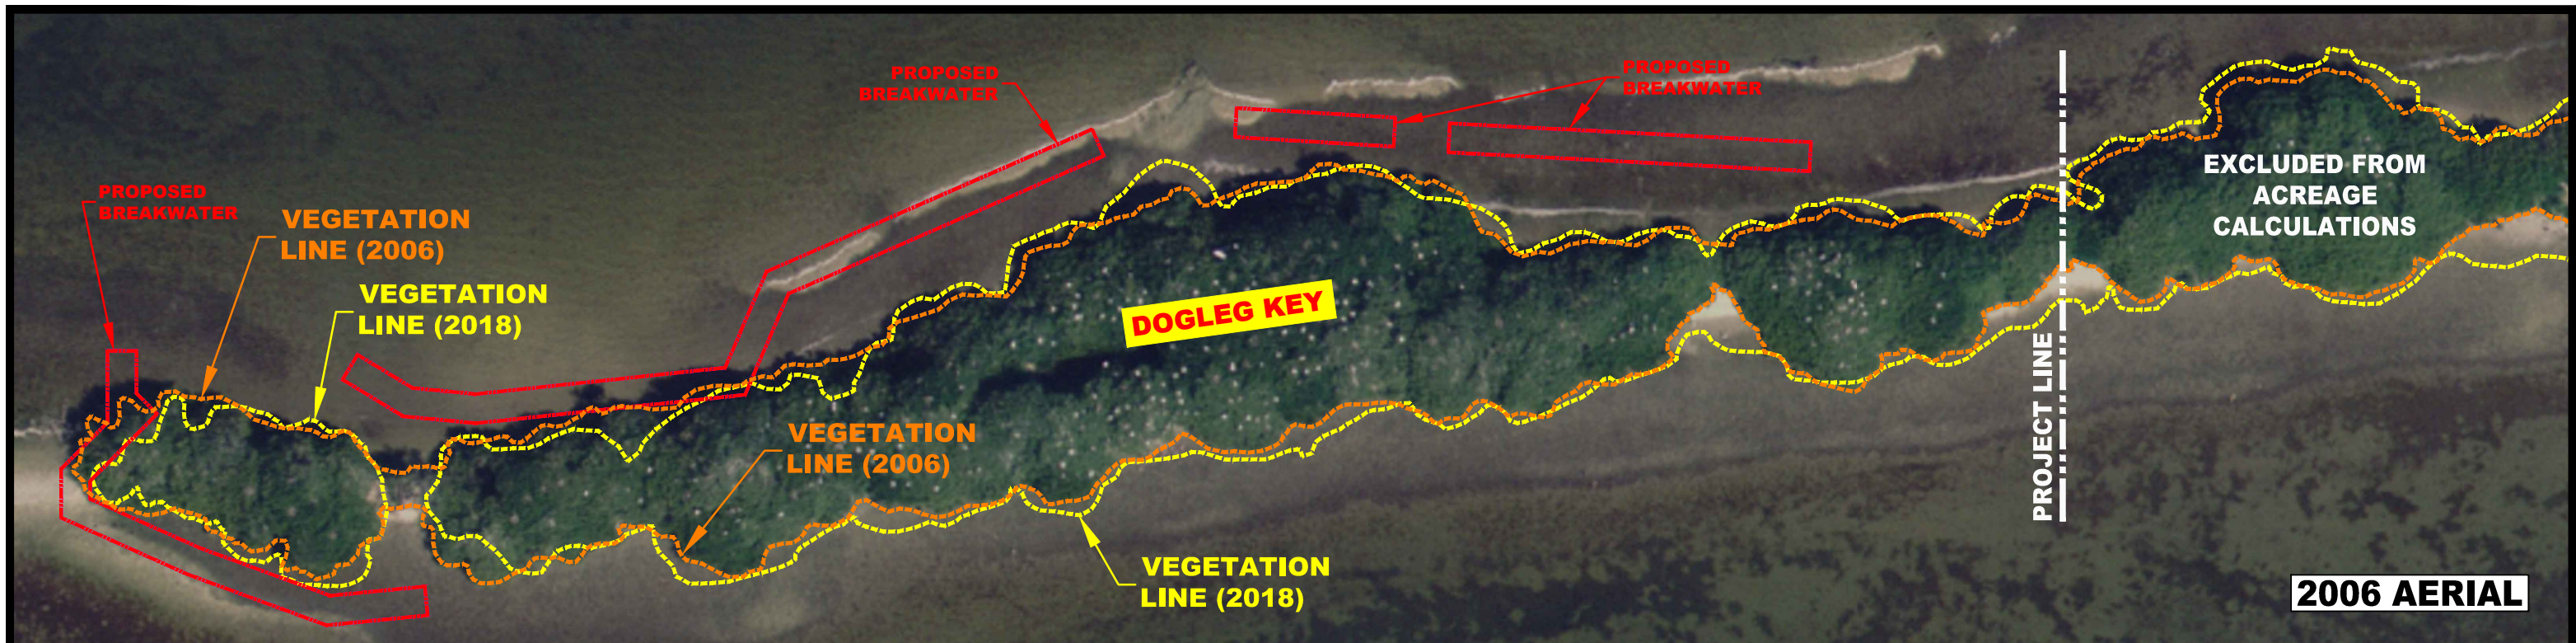 PROPOSED
BREAKWATER
VEGETATION
LINE (2006)
VEGETATION
LINE (2018)
PROPOSED
BREAKWATER
PROPOSED
BREAKWATER
DOGLEG KEY
VEGETATION
LINE (2006)
VEGETATION
LINE (2018)
PROJECT LINE
EXCLUDED FROM
ACREAGE
CALCULATIONS
2006 AERIAL